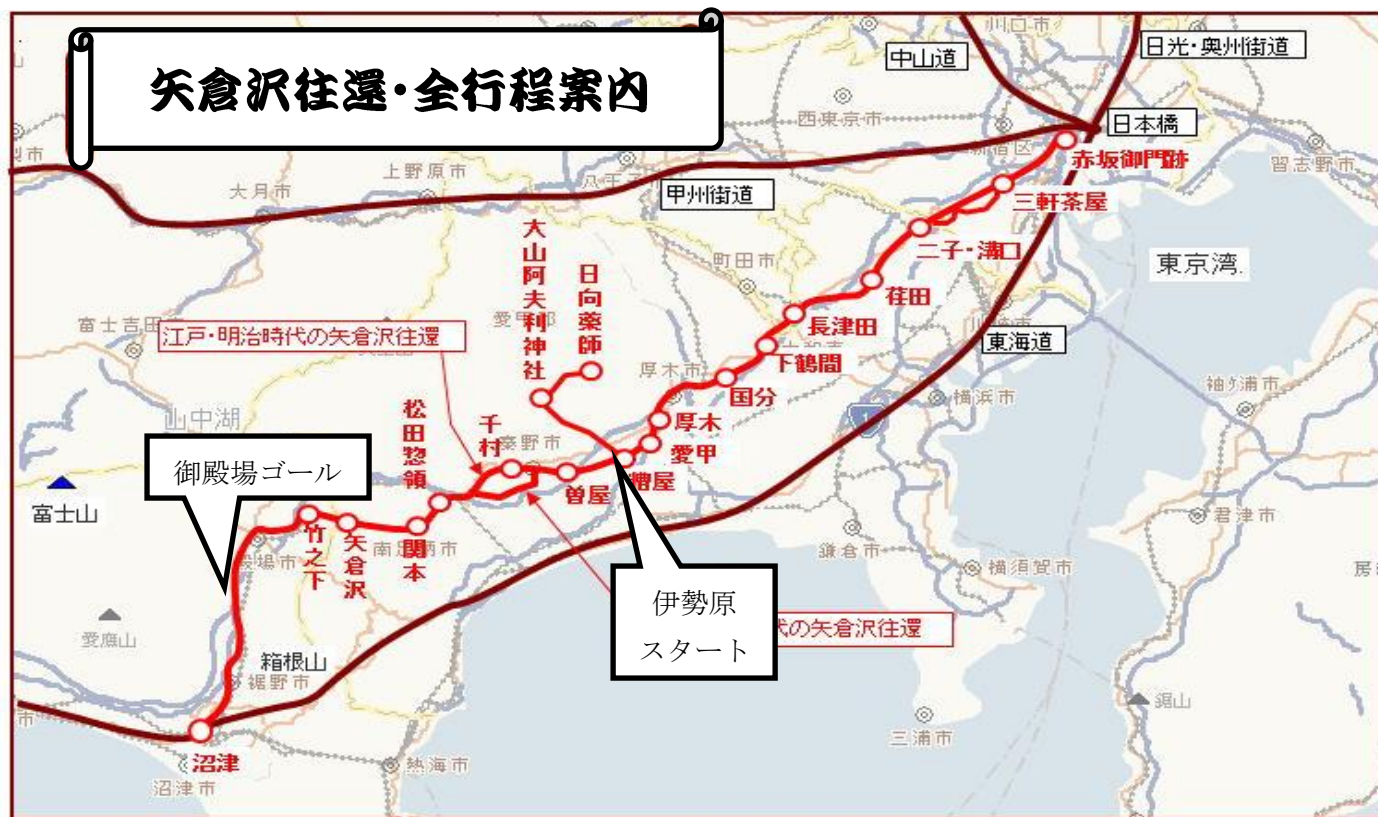 矢倉沢往還・全行程案内
川口市
中山道
日光・奥州街道
西東京市
日本橋
新宿区
赤坂御門跡
習志野市
上野原市
大月市
甲州街道
三軒茶屋
二子・溝口
東京湾
町田市
荏田
大山阿夫利神社
日向薬師
長津田
富士吉田
江戸・明治時代の矢倉沢往還
下鶴間
東海道
厚木市
国分
袖ケ浦市
横浜市
山中湖
松田惣領
千村
秦野市
厚木
愛甲
糟屋
曽屋
御殿場ゴール
富士山
竹之下
矢倉沢
関本
君津市
鎌倉市
横須賀市
伊勢原
スタート
代の矢倉沢往還
愛鷹山
箱根山
裾野市
鋸山
三浦市
沼津
沼津市
熱海市